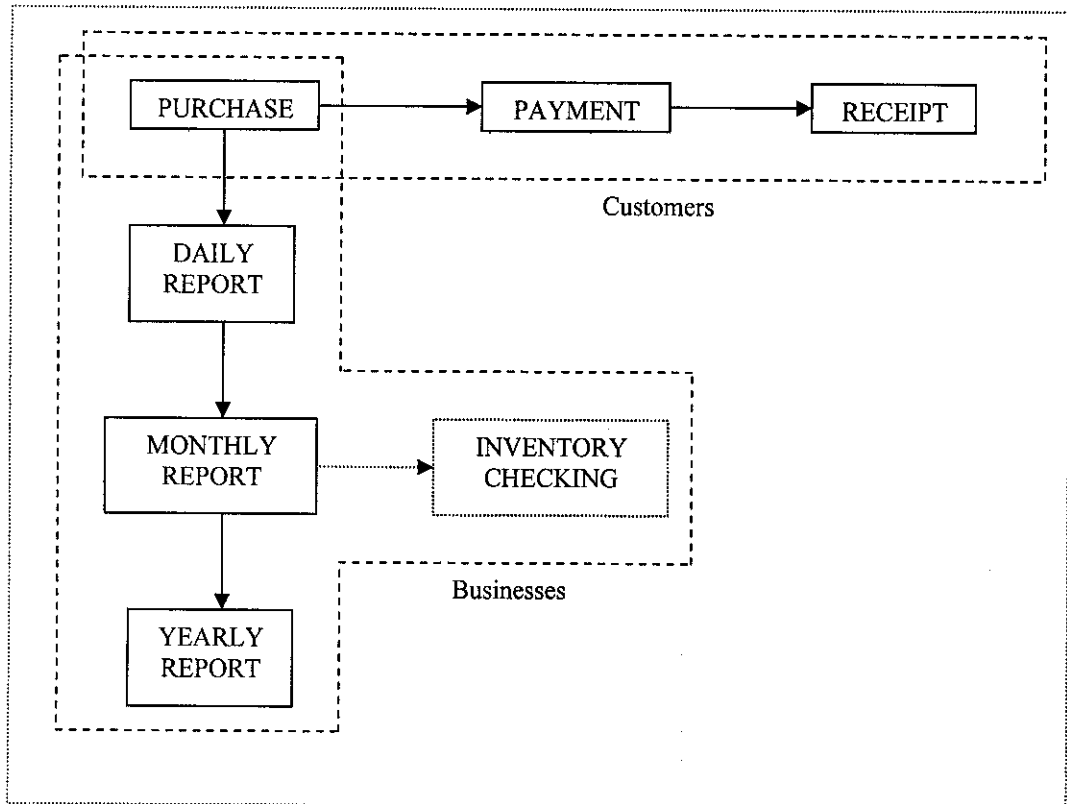 PURCHASE
PAYMENT
RECEIPT
Customers
DAILY
REPORT
MONTHLY
REPORT
INVENTORY
CHECKING
Businesses
YEARLY
REPORT